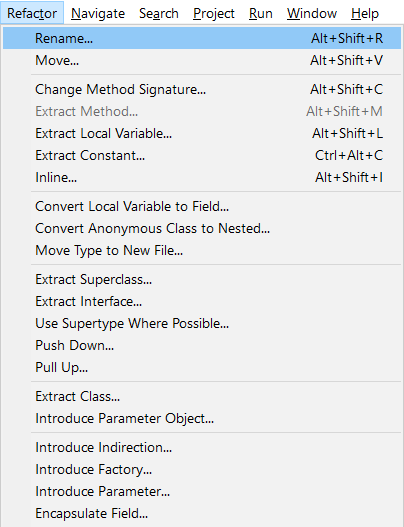 Refactor Navigate Search Project Run Window Help
Rename... Alt+Shift+R
Move... Alt+Shift+V
Change Method Signature... Alt+Shift+C
Extract Method... Alt+Shift+M
Extract Local Variable... Alt+Shift+L
Extract Constant... Ctrl+Alt+C
Inline... Alt+Shift+I
Convert Local Variable to Field...
Convert Anonymous Class to Nested...
Move Type to New File...
Extract Superclass...
Extract Interface...
Use Supertype Where Possible...
Push Down...
Pull Up...
Extract Class...
Introduce Parameter Object...
Introduce Indirection...
Introduce Factory...
Introduce Parameter...
Encapsulate Field...